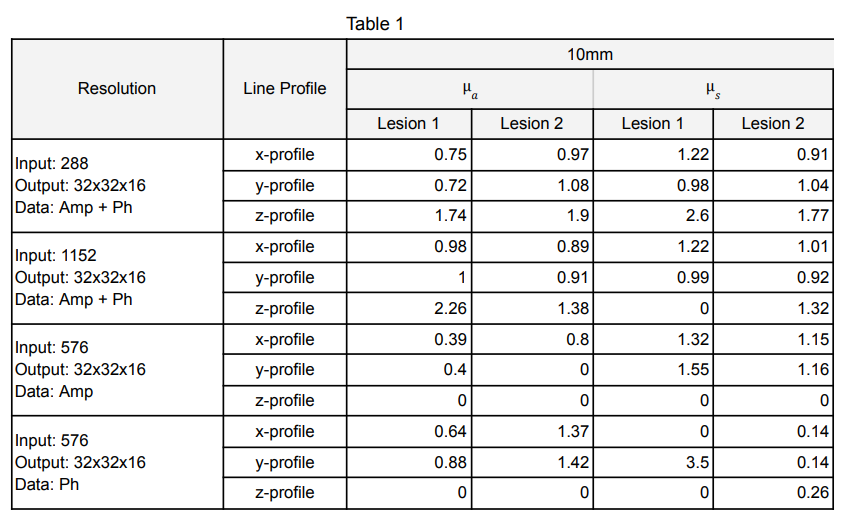 Table 1
Resolution Line Profile 10mm
μa μs
Lesion 1 Lesion 2 Lesion 1 Lesion 2
Input: 288
Output: 32x32x16
Data: Amp + Ph
x-profile 0.75 0.97 1.22 0.91
y-profile 0.72 1.08 0.98 1.04
z-profile 1.74 1.9 2.6 1.77
Input: 1152
Output: 32x32x16
Data: Amp + Ph
x-profile 0.98 0.89 1.22 1.01
y-profile 1 0.91 0.99 0.92
z-profile 2.26 1.38 0 1.32
Input: 576
Output: 32x32x16
Data: Amp
x-profile 0.39 0.8 1.32 1.15
y-profile 0.4 0 1.55 1.16
z-profile 0 0 0 0
Input: 576
Output: 32x32x16
Data: Ph
x-profile 0.64 1.37 0 0.14
y-profile 0.88 1.42 3.5 0.14
z-profile 0 0 0 0.26